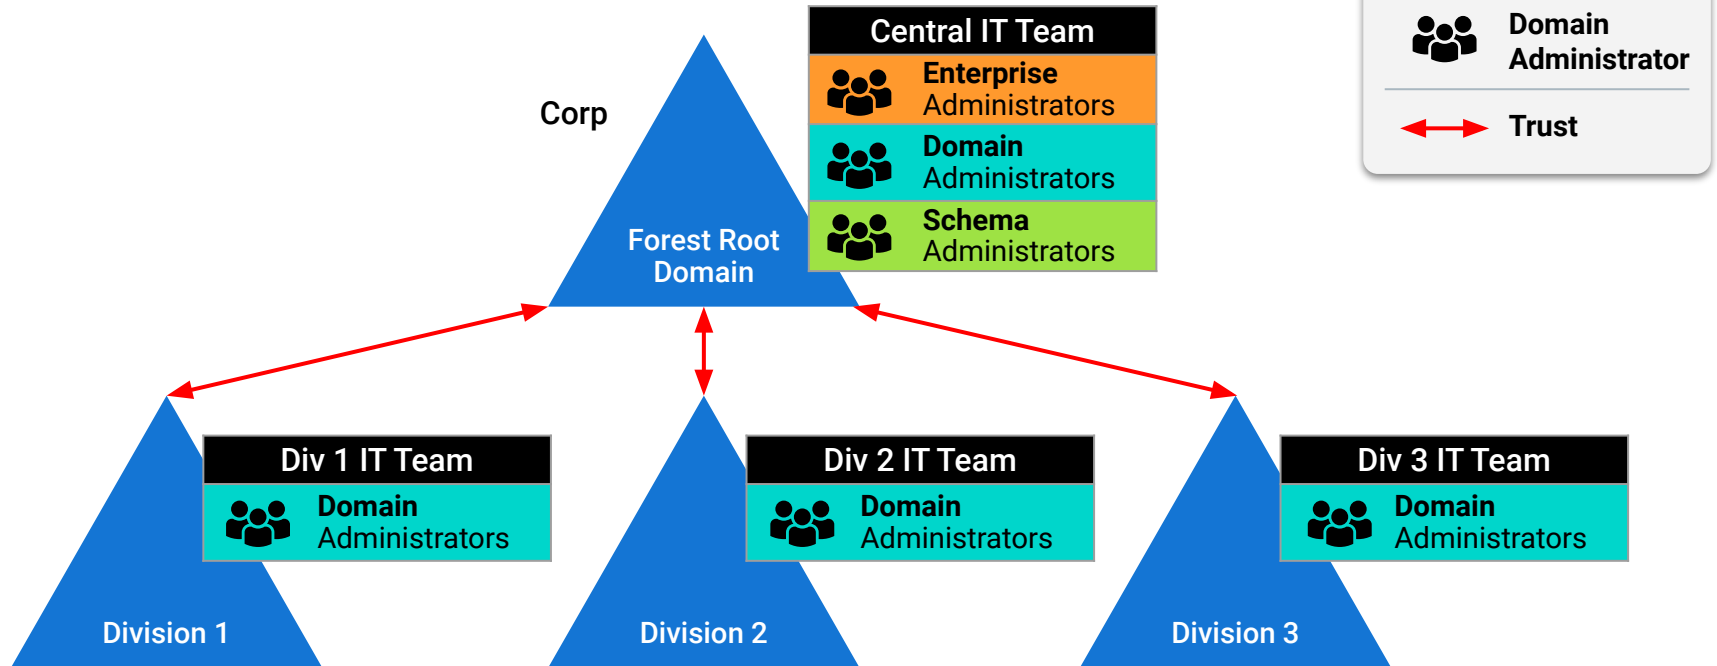 Central IT Team
Enterprise
Administrators
Domain
Administrators
Schema
Administrators
Corp
Forest Root
Domain
Domain
Administrator
Trust
Div 1 IT Team
Domain
Administrators
Division 1
Div 2 IT Team
Domain
Administrators
Division 2
Div 3 IT Team
Domain
Administrators
Division 3